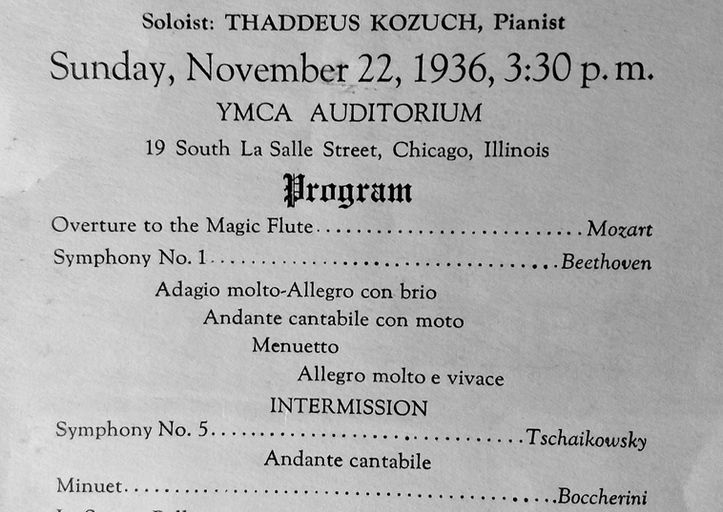 Soloist: THADDEUS KOZUCH, Pianist
Sunday, November 22, 1936, 3:30 p. m.
YMCA AUDITORIUM
19 South La Salle Street, Chicago, Illinois
Program
Overture to the Magic Flute.........................Mozart
Symphony No. 1.................................Beethoven
Adagio molto-Allegro con brio
Andante cantabile con moto
Menuetto
Allegro molto e vivace
INTERMISSION
Symphony No. 5..............................Tschaikowsky
Andante cantabile
Minuet........................................Boccherini